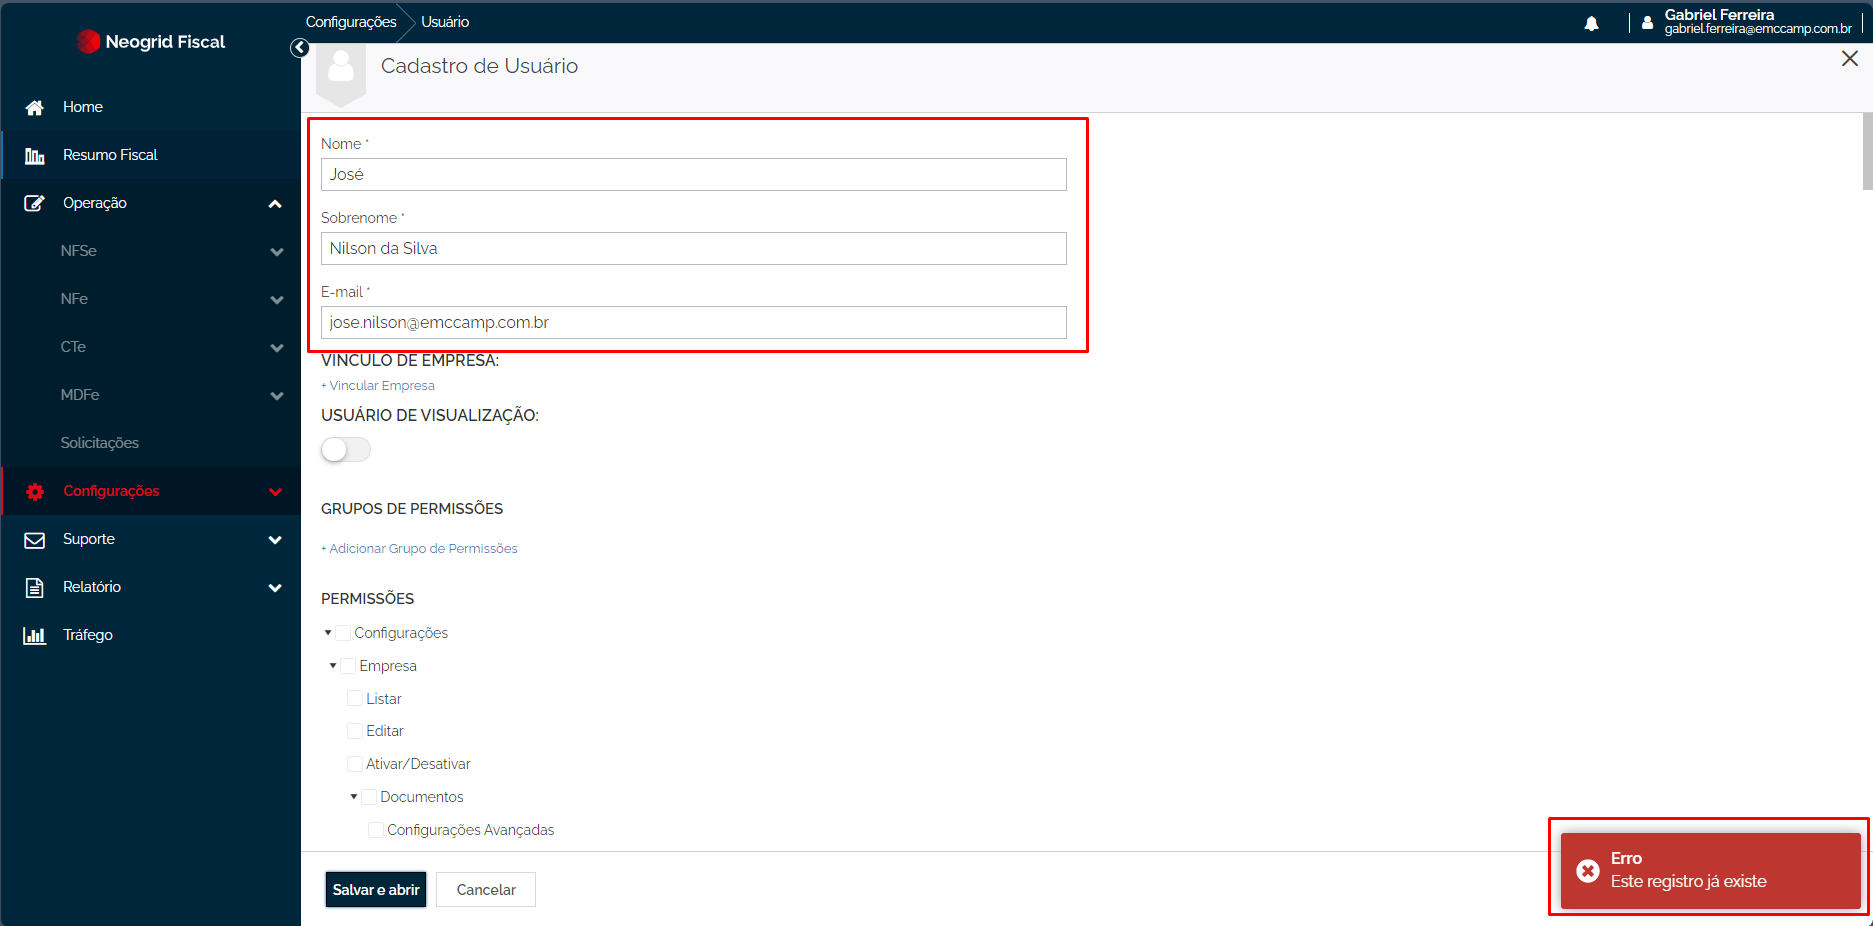 Configurações
Usuário
Gabriel Ferreira
gabriel.ferreira@emccamp.com.br
Neogrid Fiscal
Home
Resumo Fiscal
Operação
NFSe
NFe
CTe
MDFe
Solicitações
Configurações
Suporte
Relatório
Tráfego
Cadastro de Usuário
Nome *
José
Sobrenome *
Nilson da Silva
E-mail *
jose.nilson@emccamp.com.br
VÍNCULO DE EMPRESA:
+ Vincular Empresa
USUÁRIO DE VISUALIZAÇÃO:
GRUPOS DE PERMISSÕES
+ Adicionar Grupo de Permissões
PERMISSÕES
Configurações
Empresa
Listar
Editar
Ativar/Desativar
Documentos
Configurações Avançadas
Salvar e abrir
Cancelar
Erro
Este registro já existe